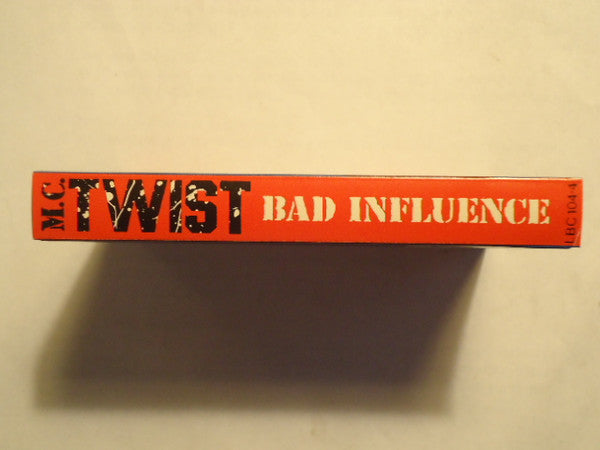 M.C.
TWIST
BAD INFLUENCE
LBC 104-4